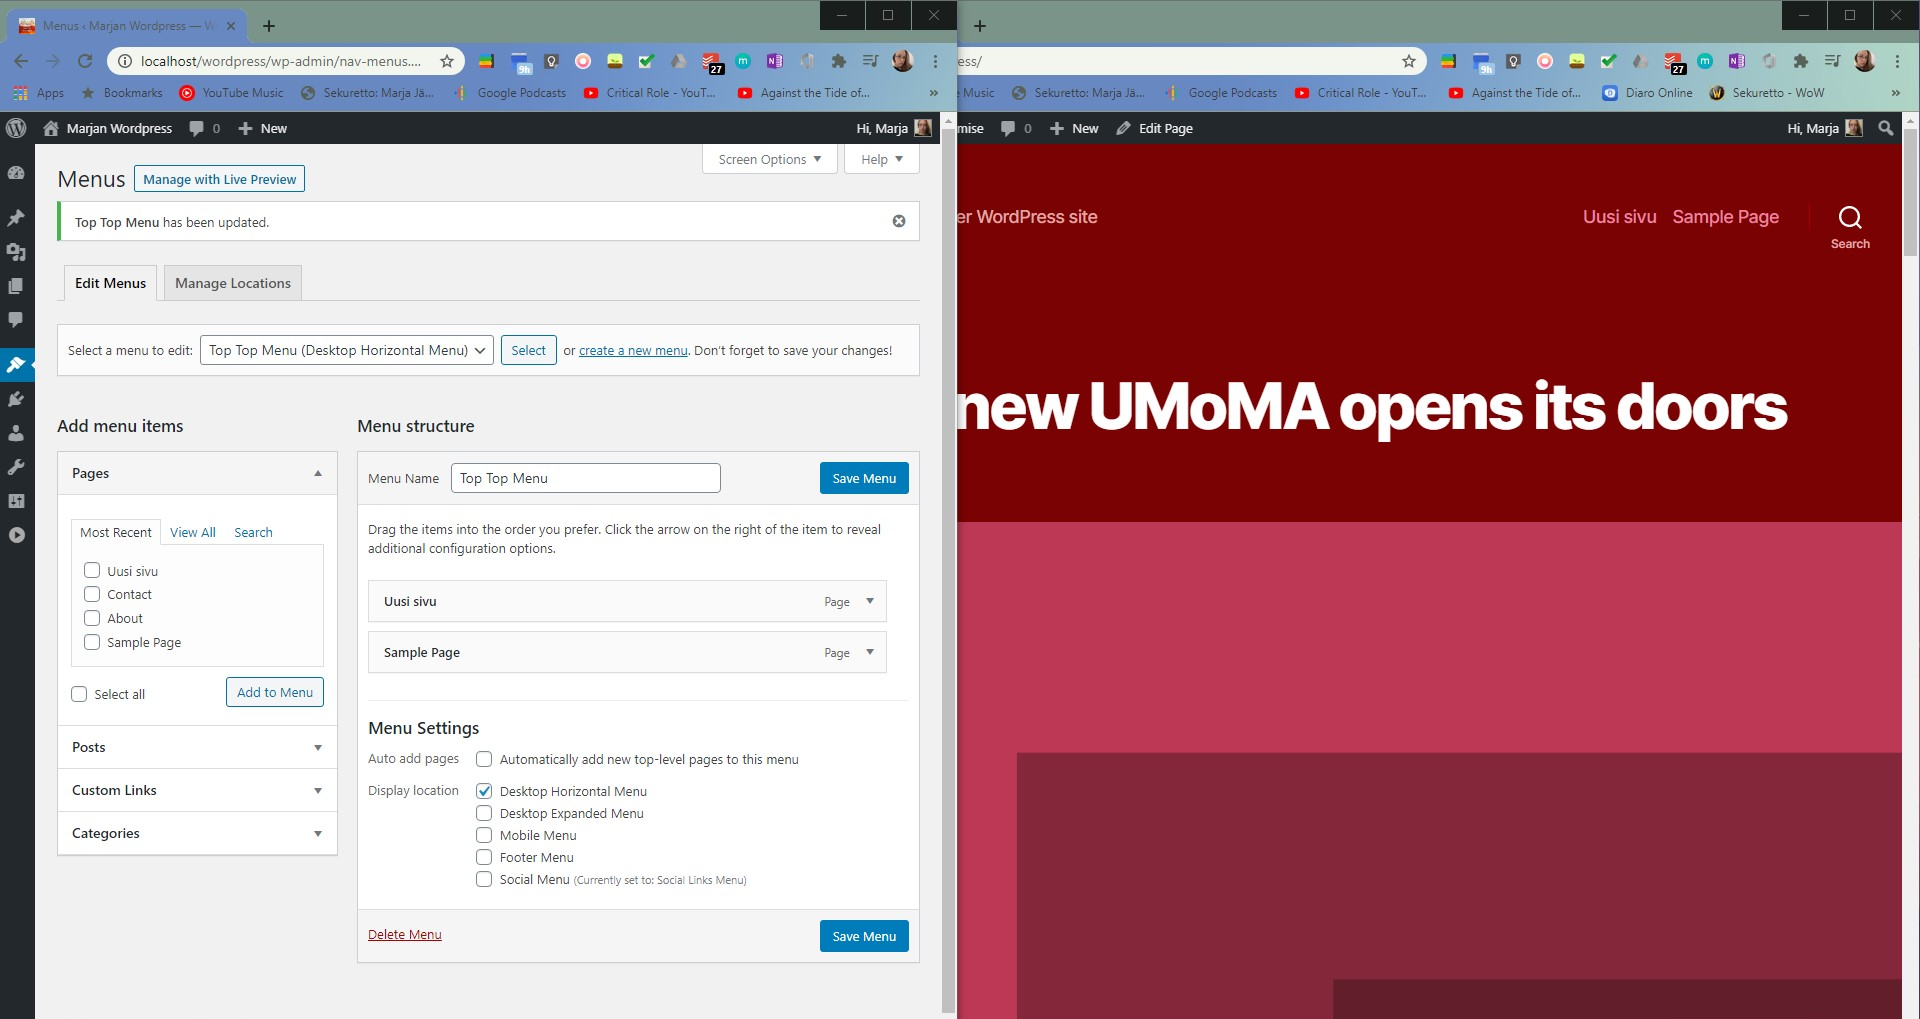 Menus ‹ Marjan Wordpress — W
localhost/wordpress/wp-admin/nav-menus....
9h
27
Apps
Bookmarks
YouTube Music
Sekuretto: Marja Jä...
Google Podcasts
Critical Role - YouT...
Against the Tide of...
»
Marjan Wordpress
0
New
Hi, Marja
Screen Options
Help
Menus
Manage with Live Preview
Top Top Menu has been updated.
Edit Menus
Manage Locations
Select a menu to edit: Top Top Menu (Desktop Horizontal Menu) Select or create a new menu. Don't forget to save your changes!
Add menu items
Pages
Most Recent View All Search
Uusi sivu
Contact
About
Sample Page
Select all
Add to Menu
Posts
Custom Links
Categories
Menu structure
Menu Name Top Top Menu Save Menu
Drag the items into the order you prefer. Click the arrow on the right of the item to reveal
additional configuration options.
Uusi sivu Page
Sample Page Page
Menu Settings
Auto add pages Automatically add new top-level pages to this menu
Display location Desktop Horizontal Menu
Desktop Expanded Menu
Mobile Menu
Footer Menu
Social Menu (Currently set to: Social Links Menu)
Delete Menu
Save Menu
ess/
9h
27
Music
Sekuretto: Marja Jä...
Google Podcasts
Critical Role - YouT...
Against the Tide of...
Diaro Online
Sekuretto - WoW
»
mise
0
New
Edit Page
Hi, Marja
er WordPress site
Uusi sivu Sample Page
Search
new UMoMA opens its doors